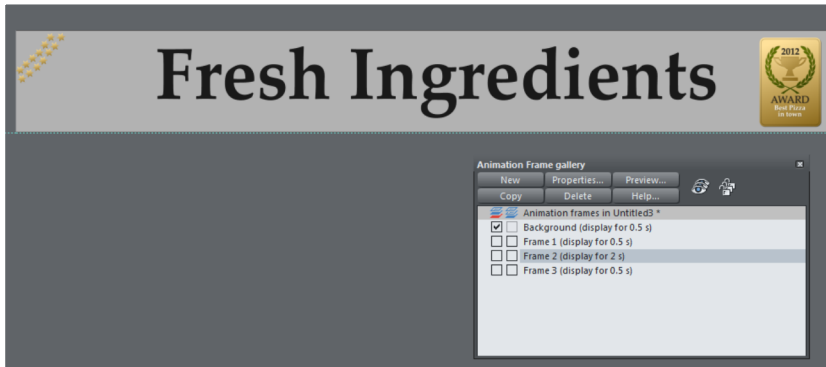 Fresh Ingredients
2012
AWARD
Best Pizza
in town
Animation Frame gallery
New Properties... Preview...
Copy Delete Help...
Animation frames in Untitled3 *
Background (display for 0.5 s)
Frame 1 (display for 0.5 s)
Frame 2 (display for 2 s)
Frame 3 (display for 0.5 s)